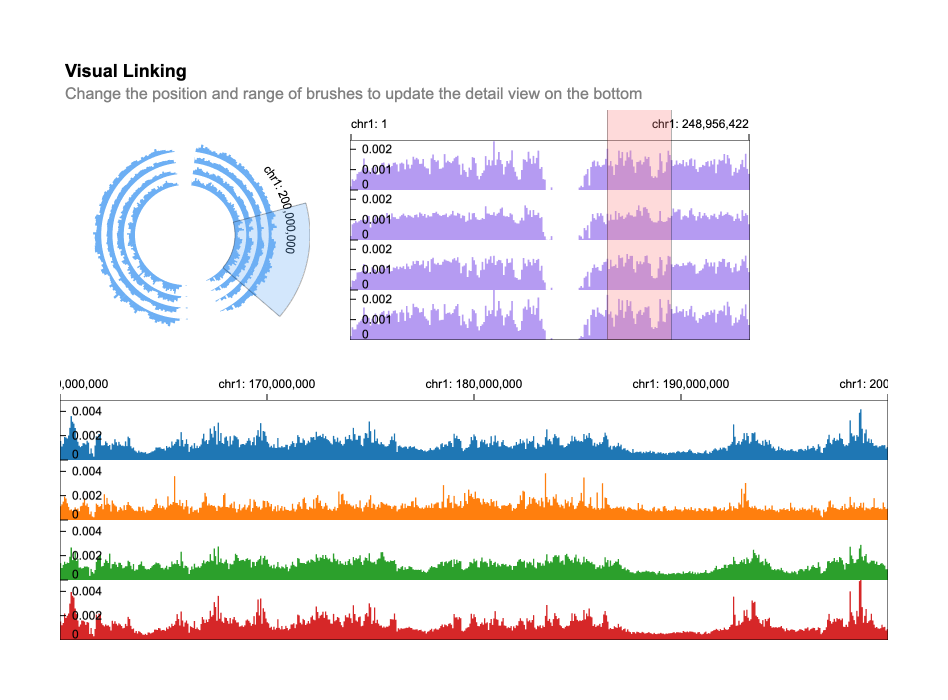 Visual Linking
Change the position and range of brushes to update the detail view on the bottom
chr1: 200,000,000
chr1: 1
chr1: 248,956,422
0.002
0.001
0
0.002
0.001
0
0.002
0.001
0
0.002
0.001
0
0,000,000
chr1: 170,000,000
chr1: 180,000,000
chr1: 190,000,000
chr1: 200
0.004
0.002
0
0.004
0.002
0
0.004
0.002
0
0.004
0.002
0